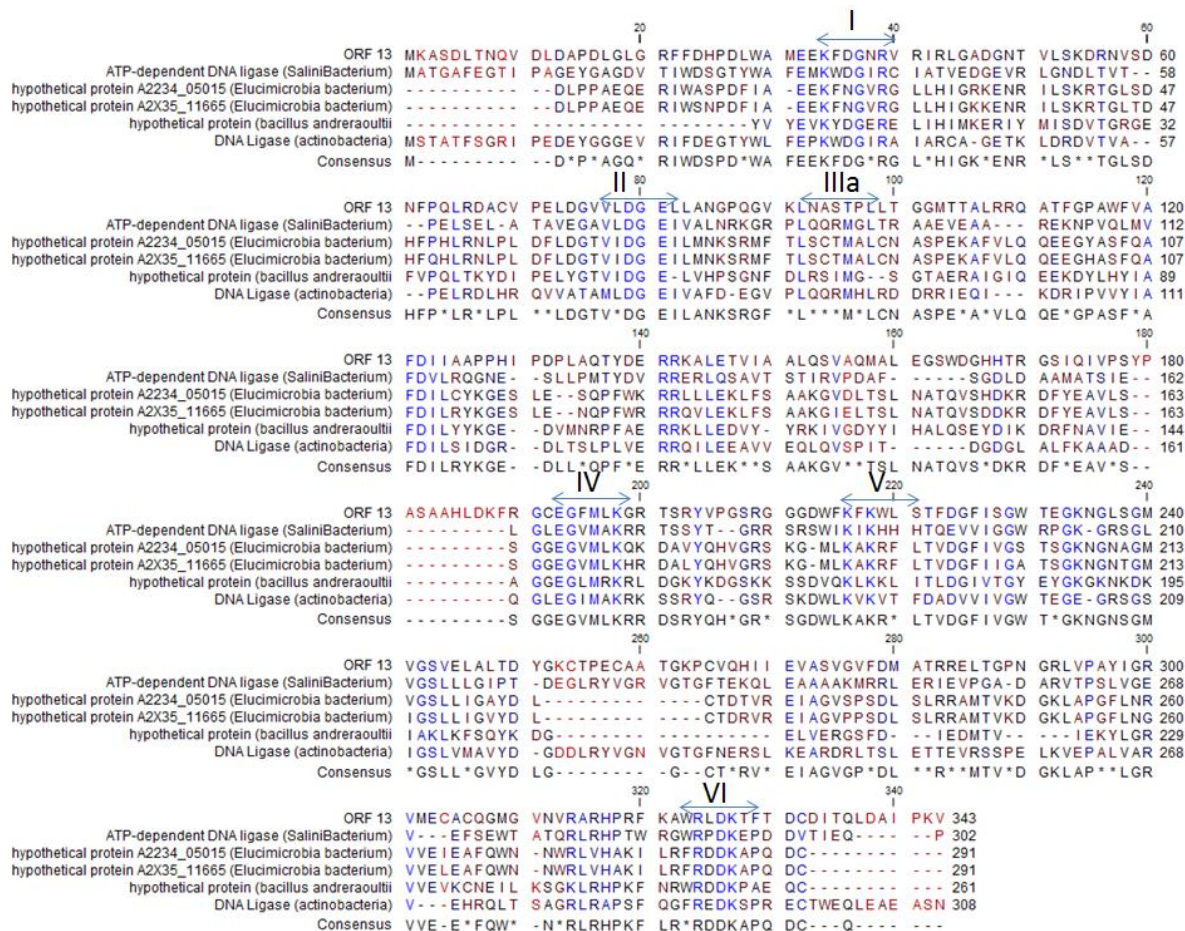 I
20 40 60
ORF 13 MKASDLTNQV DLDAPDLGLG RFFDHPDLWA MEEKFDGNRV RIRLGADGNT VLSKDRNVSD 60
ATP-dependent DNA ligase (SaliniBacterium) MATGAFEGTI PAGEYGAGDV TIWDSGTYWA FEMKWDGIRC IATVEDGEVR LGNDLTVT-- 58
hypothetical protein A2234_05015 (Elucimicrobia bacterium) ----------DLPPAEQER IWASPDFIA- EEKFNGVRG LLHIGRKENR ILSKRTGLSD 47
hypothetical protein A2X35_11665 (Elucimicrobia bacterium) ----------DLPPAEQER IWSNPDFIA- EEKFNGVRG LLHIGKKENR ILSKRTGLTD 47
hypothetical protein (bacillus andreraoultii ---------- ---------- --------YV YEVKYDGERE LIHIMKERIY MISDVTGRGE 32
DNA Ligase (actinobacteria) MSTATFSGRI PEDEYGGGEV RIFDEGTYWL FEPKWDGIRA IARCA-GETK LDRDVTVA-- 57
Consensus M--------- -D*P*AGQ*R IWDSPD*WAF EEKFDG*RG L*HIGK*ENR *LS**TGLSD
II IIIa
80 100 120
ORF 13 NFPQLRDACV PELDGVVLDG ELLANGPQGV KLNASTPLLT GGMTTALRRQ ATFGPAWFVA 120
ATP-dependent DNA ligase (SaliniBacterium) --PELSEL-A TAVEGAVLDG EIVALNRKGR PLQQRMGLTR AAEVEAA--- REKNPVQLMV 112
hypothetical protein A2234_05015 (Elucimicrobia bacterium) HFPHLRNLPL DFLDGTVIDG EILMNKSRMF TLSCTMALCN ASPEKAFVLQ QQEGYASFQA 107
hypothetical protein A2X35_11665 (Elucimicrobia bacterium) HFQHLRNLPL DFLDGTVIDG EILMNKSRMF TLSCTMALCN ASPEKAFVLQ QQEEGHASFQA 107
hypothetical protein (bacillus andreraoultii FVPQLTKYDI PELYGTVIDG E-LVHPSGNF DLRSIMG--S GTAERAIGIQ EEKDYLHYIA 89
DNA Ligase (actinobacteria) --PELRDLHR QVVATAMLDG EIVAFD-EGV PLQQRMHLRD DRRIEQI--- KDRIPVVYIA 111
Consensus HFP*LR*LPL **LDGTV*DG EILANKSRGF *L***M*LCN ASPE*A*VLQ QE*GPASF*A
140 160 180
ORF 13 FDIIAAPPHI PDPLAQTYDE RRKALETVIA ALQSVAQMAL EGSWDGHHTR GSIQIVPSYP 180
ATP-dependent DNA ligase (SaliniBacterium) FDVLRQGNE- SLLPMTYDV RRERLQSAVT STIRVPDAF- ----SGDLD AAMATSIE-- 162
hypothetical protein A2234_05015 (Elucimicrobia bacterium) FDILCYKGES LE--SQPFWK RRLLLEKLFS AAKGVDLTSL NATQVSHDKR DFYEAVLS-- 163
hypothetical protein A2X35_11665 (Elucimicrobia bacterium) FDILRYKGES LE--NQPFWR RRQVLEKLFS AAKGIELTSL NATQVSDDKR DFYEAVLS-- 163
hypothetical protein (bacillus andreraoultii FDILYYKGE- DVMNRPFAE RRKLLEDVY- YRKIVGDYYI HALQSEYDIK DRFNAVIE-- 144
DNA Ligase (actinobacteria) FDILSIDGR- DLTSLPLVE RRQILEEAVV EQLQVSPIT- ----DGDGL ALFKAAAD-- 161
Consensus FDILRYKGE- -DLL*QPF*E RR*LLEK**S AAKGV**TSL NATQVS*DKR DF*EAV*S--
IV V
200 220 240
ORF 13 ASAAHLDKFR GCEGFMLKGR TSRYVPGSRG GGDWFKFKWL STFDGFISGW TEGKNGLSGM 240
ATP-dependent DNA ligase (SaliniBacterium) ---------L GLEGVMAKRT TSSYT--GRR SRSWIKIKHH HTQEVVIGGW RPGK-GRSGL 210
hypothetical protein A2234_05015 (Elucimicrobia bacterium) ---------S GGEGVMLKQK DAVYQHVGRS KG-MLKAKRF LTVDGFIVGS TSGKNGNAGM 213
hypothetical protein A2X35_11665 (Elucimicrobia bacterium) ---------S GGEGVMLKHR DALYQHVGRS KG-MLKAKRF LTVDGFIIGA TSGKNGNTGM 213
hypothetical protein (bacillus andreraoultii ---------A GGEGLMRKRL DGKYKDGSKK SSDVQKLKKL ITLDGIVTGY EYGKGKNKDK 195
DNA Ligase (actinobacteria) ---------Q GLEGIMAKRK SSRYQ--GSR SKDWLKVKVT FDADVVIVGW TEGE-GRSGS 209
Consensus ---------S GGEGVMLKRR DSRYQH*GR* SGDWLKAKR* LTVDGFIVGW T*GKNGNSGM
260 280 300
ORF 13 VGSVELALTD YGKCTPECAA TGKPCVQHII EVASVGVFDM ATRRELTGPN GRLVPAYIGR 300
ATP-dependent DNA ligase (SaliniBacterium) VGSLLLGIPT -DEGLRYVGRV GTGFTEKQL EAAAAKMRRL ERIEVPGA-D ARVTPSLVGE 268
hypothetical protein A2234_05015 (Elucimicrobia bacterium) VGSLLIGAYD L--------- ----CTDTVR EIAGVPSDL SLRRAMTVKD GKLAPGFLNR 260
hypothetical protein A2X35_11665 (Elucimicrobia bacterium) IGSLLIGAYD L--------- ----CTDRVR EIAGVPPSDL SLRRAMTVKD GKLAPGFLNG 260
hypothetical protein (bacillus andreraoultii IAKLKFSQYK DG-------- ---------- ELVERGSFD- IEDMTV---- --IEKYLGR 229
DNA Ligase (actinobacteria) IGSLVMAVYD -GDDLRYVGN VGTGFNERSL KEARDRLTSL ETTEVRSSPE LKVEPALVAR 268
Consensus *GSLL*GVYD LG-------- -G--CT*RV* EIAGVGP*DL **R**MTV*D GKLAP**LGR
VI
320 340
ORF 13 VMECACQGMG VNVRARHPRF KAWRLDKTFT DCDITQLDAI PKV 343
ATP-dependent DNA ligase (SaliniBacterium) V---EFSEWT ATQRLRHPTW RGWRPDKEPD DVTIEQ---- --P 302
hypothetical protein A2234_05015 (Elucimicrobia bacterium) VVEIEAFQWN -NWRLVHAKI LRFRDDKAPQ DC-------- --- 291
hypothetical protein A2X35_11665 (Elucimicrobia bacterium) VVELEAFQWN -NWRLVHAKI LRFRDDKAPQ DC-------- --- 291
hypothetical protein (bacillus andreraoultii VVEVKCNEIL KSGKLRHPKF NRWRDDKPAE QC-------- --- 261
DNA Ligase (actinobacteria) V---EHRQLT SAGRLRAPSF QGFREDKSPR ECTWEQLEAE ASN 308
Consensus VVE-E*FQW* -N*RLRHPKF LR*RDDKAPQ DC---Q---- ---